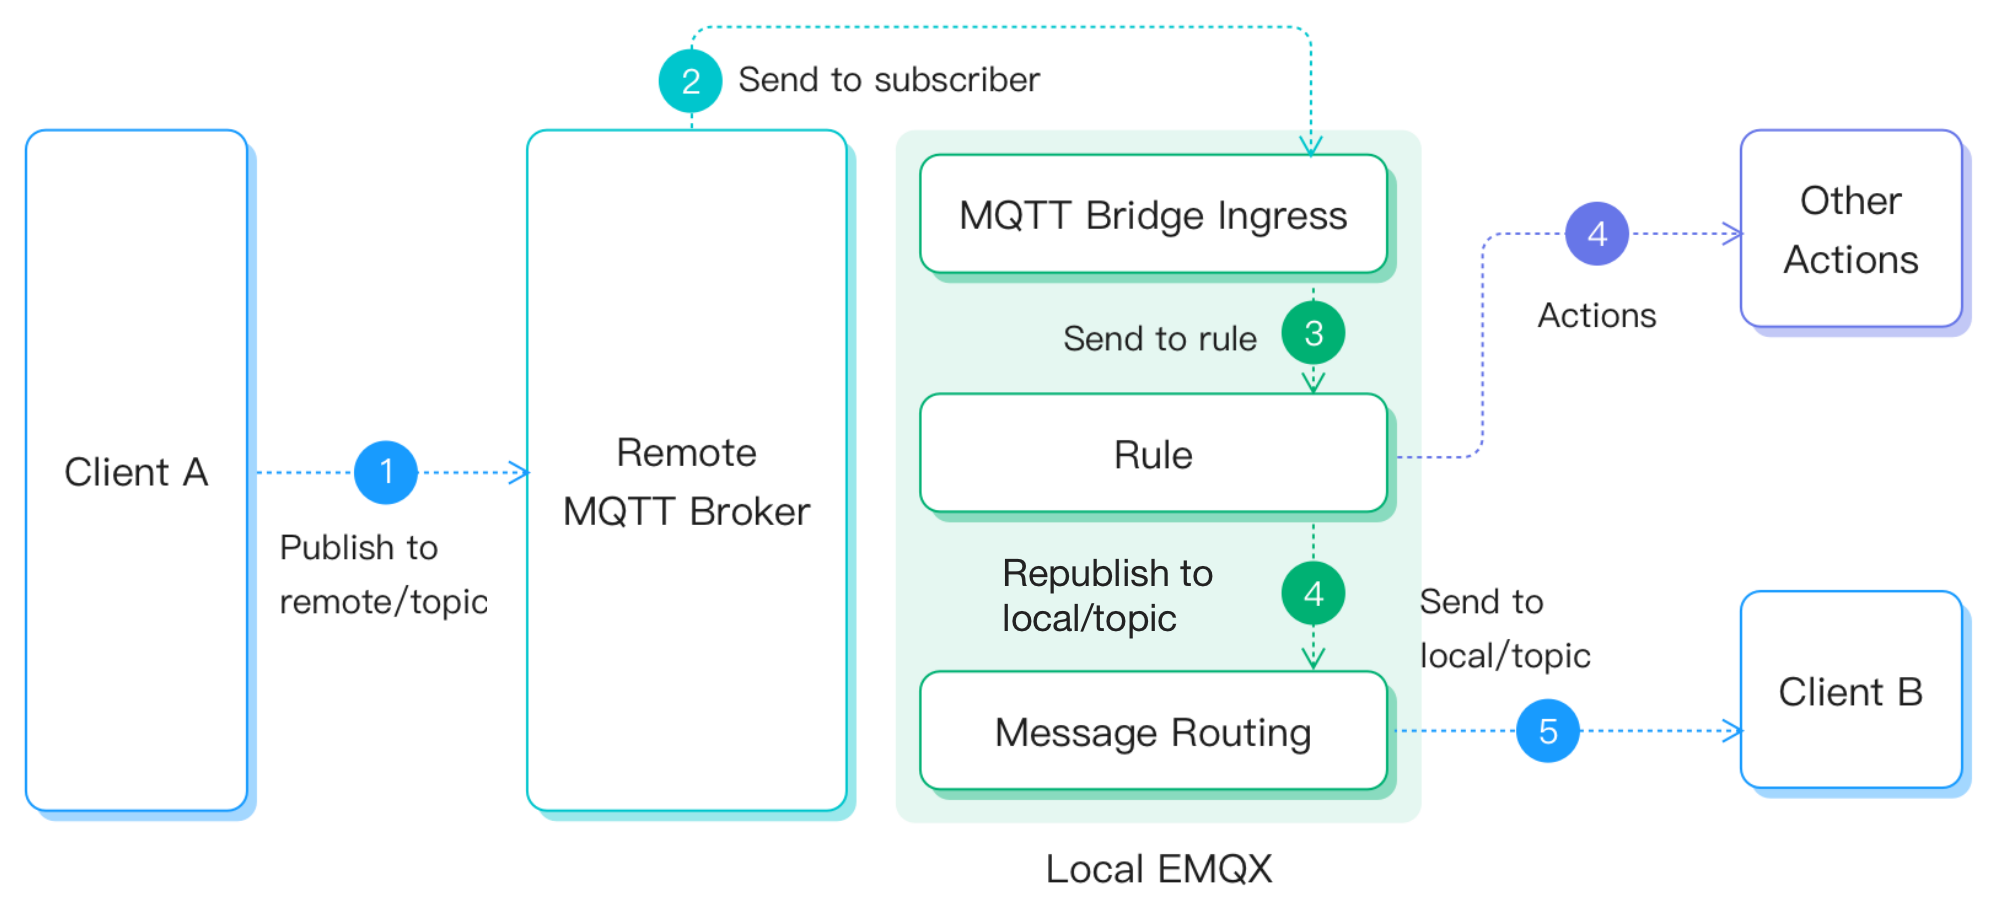 2 Send to subscriber
Client A
1
Publish to
remote/topic
Remote
MQTT Broker
MQTT Bridge Ingress
Send to rule 3
Rule
Republish to
local/topic
4
Message Routing
Local EMQX
4
Actions
Other
Actions
Send to
local/topic
5
Client B